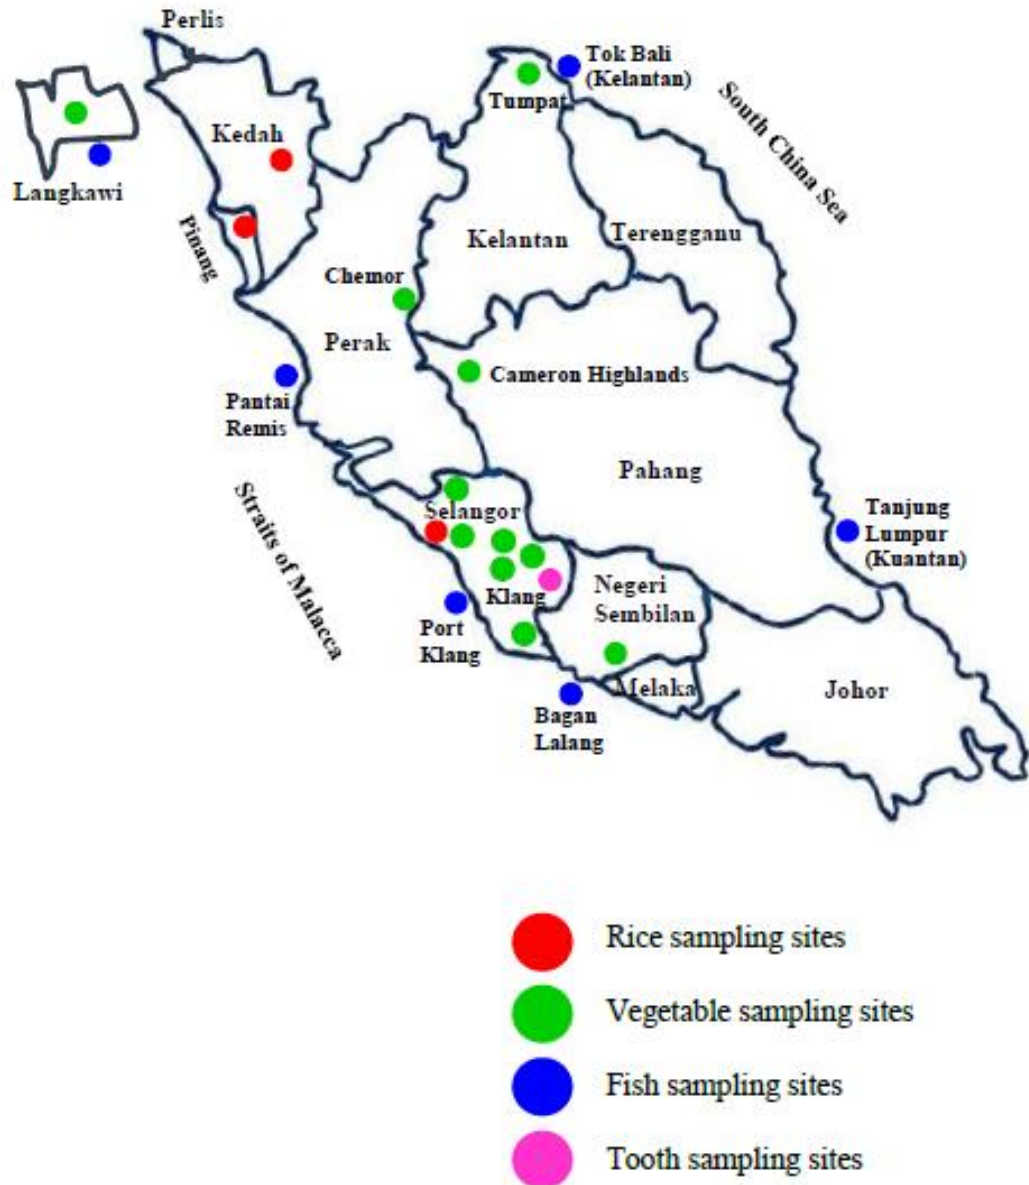 Perlis
Tok Bali
(Kelantan)
South China Sea
Tumpat
Kedah
Langkawi
Pinang
Kelantan
Terengganu
Chemor
Perak
Cameron Highlands
Pantai
Remis
Pahang
Straits of Malacca
Selangor
Tanjung
Lumpur
(Kuantan)
Klang
Negeri
Sembilan
Port
Klang
Melaka
Johor
Bagan
Lalang
Rice sampling sites
Vegetable sampling sites
Fish sampling sites
Tooth sampling sites